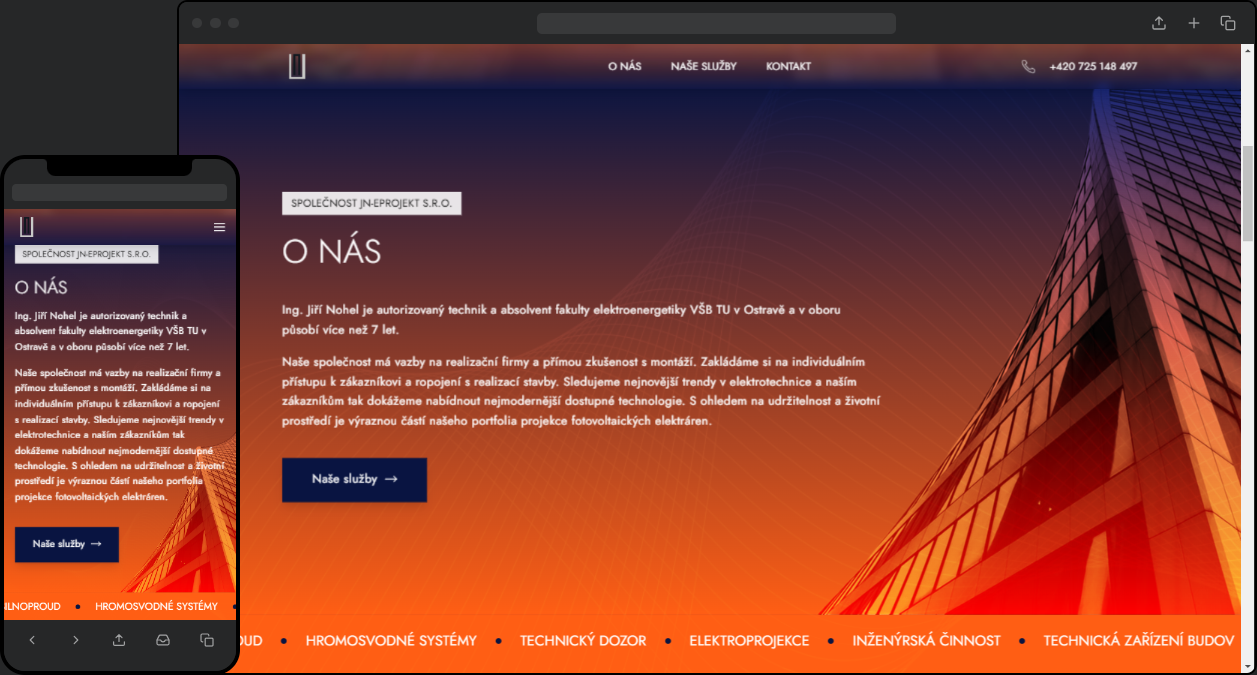 O NÁS NAŠE SLUŽBY KONTAKT +420 725 148 497
SPOLEČNOST JN-EPROJEKT S.R.O.
O NÁS
Ing. Jiří Nohel je autorizovaný technik a absolvent fakulty elektroenergetiky VŠB TU v Ostravě a v oboru
působí více než 7 let.
Naše společnost má vazby na realizační firmy a přímou zkušenost s montáží. Zakládáme si na individuálním
přístupu k zákazníkovi a ropojení s realizací stavby. Sledujeme nejnovější trendy v elektrotechnice a naším
zákazníkům tak dokážeme nabídnout nejmodernější dostupné technologie. S ohledem na udržitelnost a životní
prostředí je výraznou částí našeho portfolia projekce fotovoltaických elektráren.
Naše služby →
OUD • HROMOSVODNÉ SYSTÉMY • TECHNICKÝ DOZOR • ELEKTROPROJEKCE • INŽENÝRSKÁ ČINNOST • TECHNICKÁ ZAŘÍZENÍ BUDOV
SPOLEČNOST JN-EPROJEKT S.R.O.
O NÁS
Ing. Jiří Nohel je autorizovaný technik a
absolvent fakulty elektroenergetiky VŠB TU v
Ostravě a v oboru působí více než 7 let.
Naše společnost má vazby na realizační firmy a
přímou zkušenost s montáží. Zakládáme si na
individuálním přístupu k zákazníkovi a ropojení
s realizací stavby. Sledujeme nejnovější trendy v
elektrotechnice a naším zákazníkům tak
dokážeme nabídnout nejmodernější dostupné
technologie. S ohledem na udržitelnost a životní
prostředí je výraznou částí našeho portfolia
projekce fotovoltaických elektráren.
Naše služby →
ILNOPROUD • HROMOSVODNÉ SYSTÉMY •